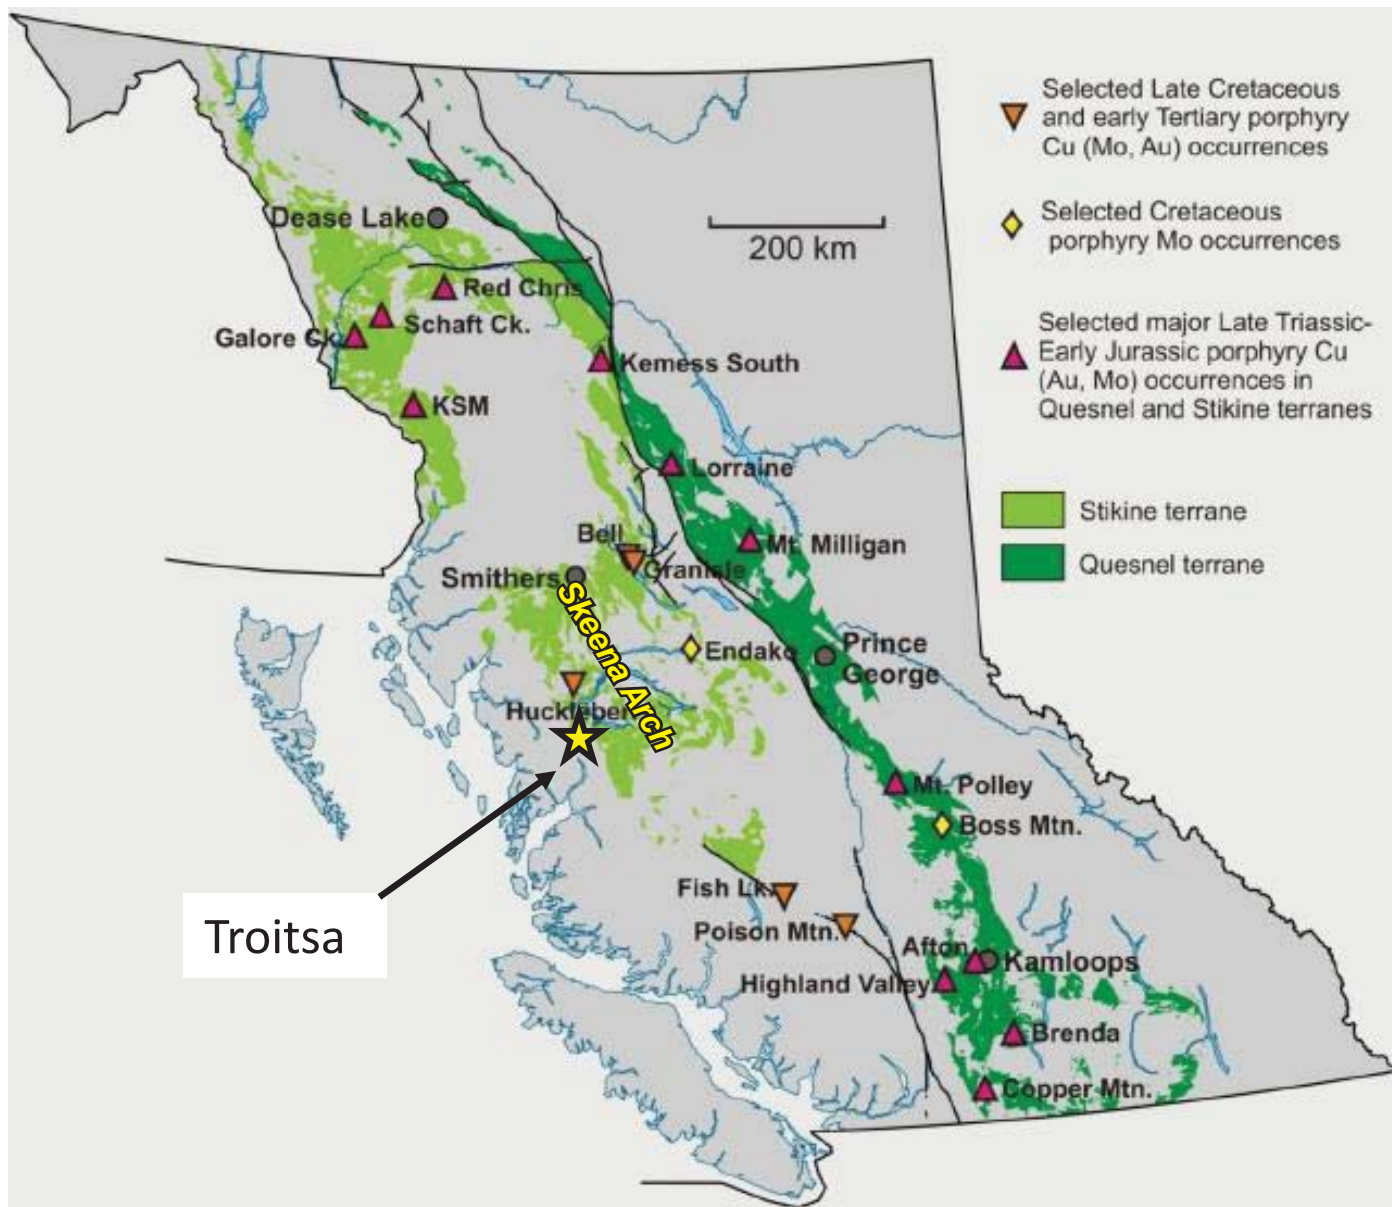 Selected Late Cretaceous
and early Tertiary porphyry
Cu (Mo, Au) occurrences
Selected Cretaceous
porphyry Mo occurrences
Selected major Late Triassic-
Early Jurassic porphyry Cu
(Au, Mo) occurrences in
Quesnel and Stikine terranes
Stikine terrane
Quesnel terrane
200 km
Dease Lake
Red Chris
Schaft Ck.
Galore Ck.
Kemess South
KSM
Lorraine
Bell
Mt. Milligan
Granisle
Smithers
Skeena Arch
Endako
Prince
George
Huckleber
Mt. Polley
Boss Mtn.
Fish Lk.
Poison Mtn.
Troitsa
Afton
Kamloops
Highland Valley
Brenda
Copper Mtn.